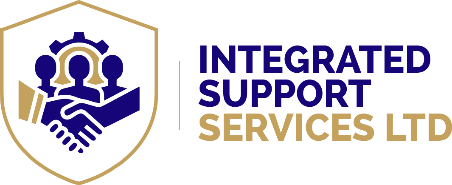 INTEGRATED
SUPPORT
SERVICES LTD